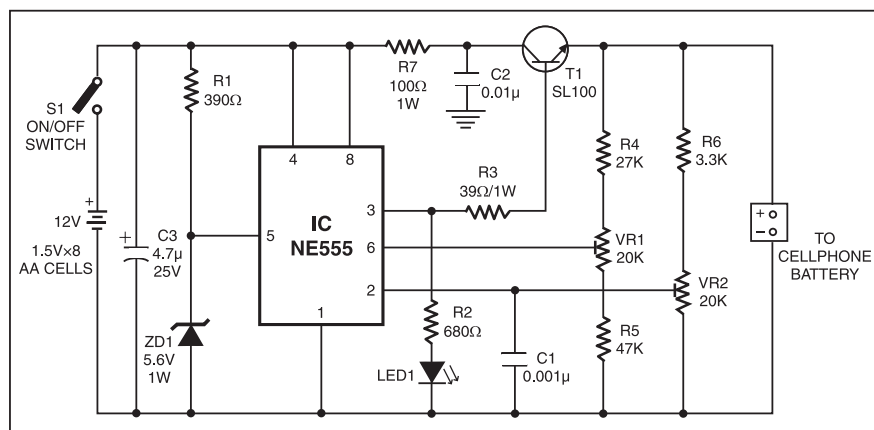 S1
ON/OFF
SWITCH
+
12V
1.5V×8
AA CELLS
+
C3
4.7µ
25V
R1
390Ω
ZD1
5.6V
1W
4
8
5
3
6
2
1
IC
NE555
R7
100Ω
1W
C2
0.01µ
T1
SL100
R3
39Ω/1W
R2
680Ω
LED1
C1
0.001µ
R4
27K
VR1
20K
R5
47K
R6
3.3K
VR2
20K
+
–
TO
CELLPHONE
BATTERY